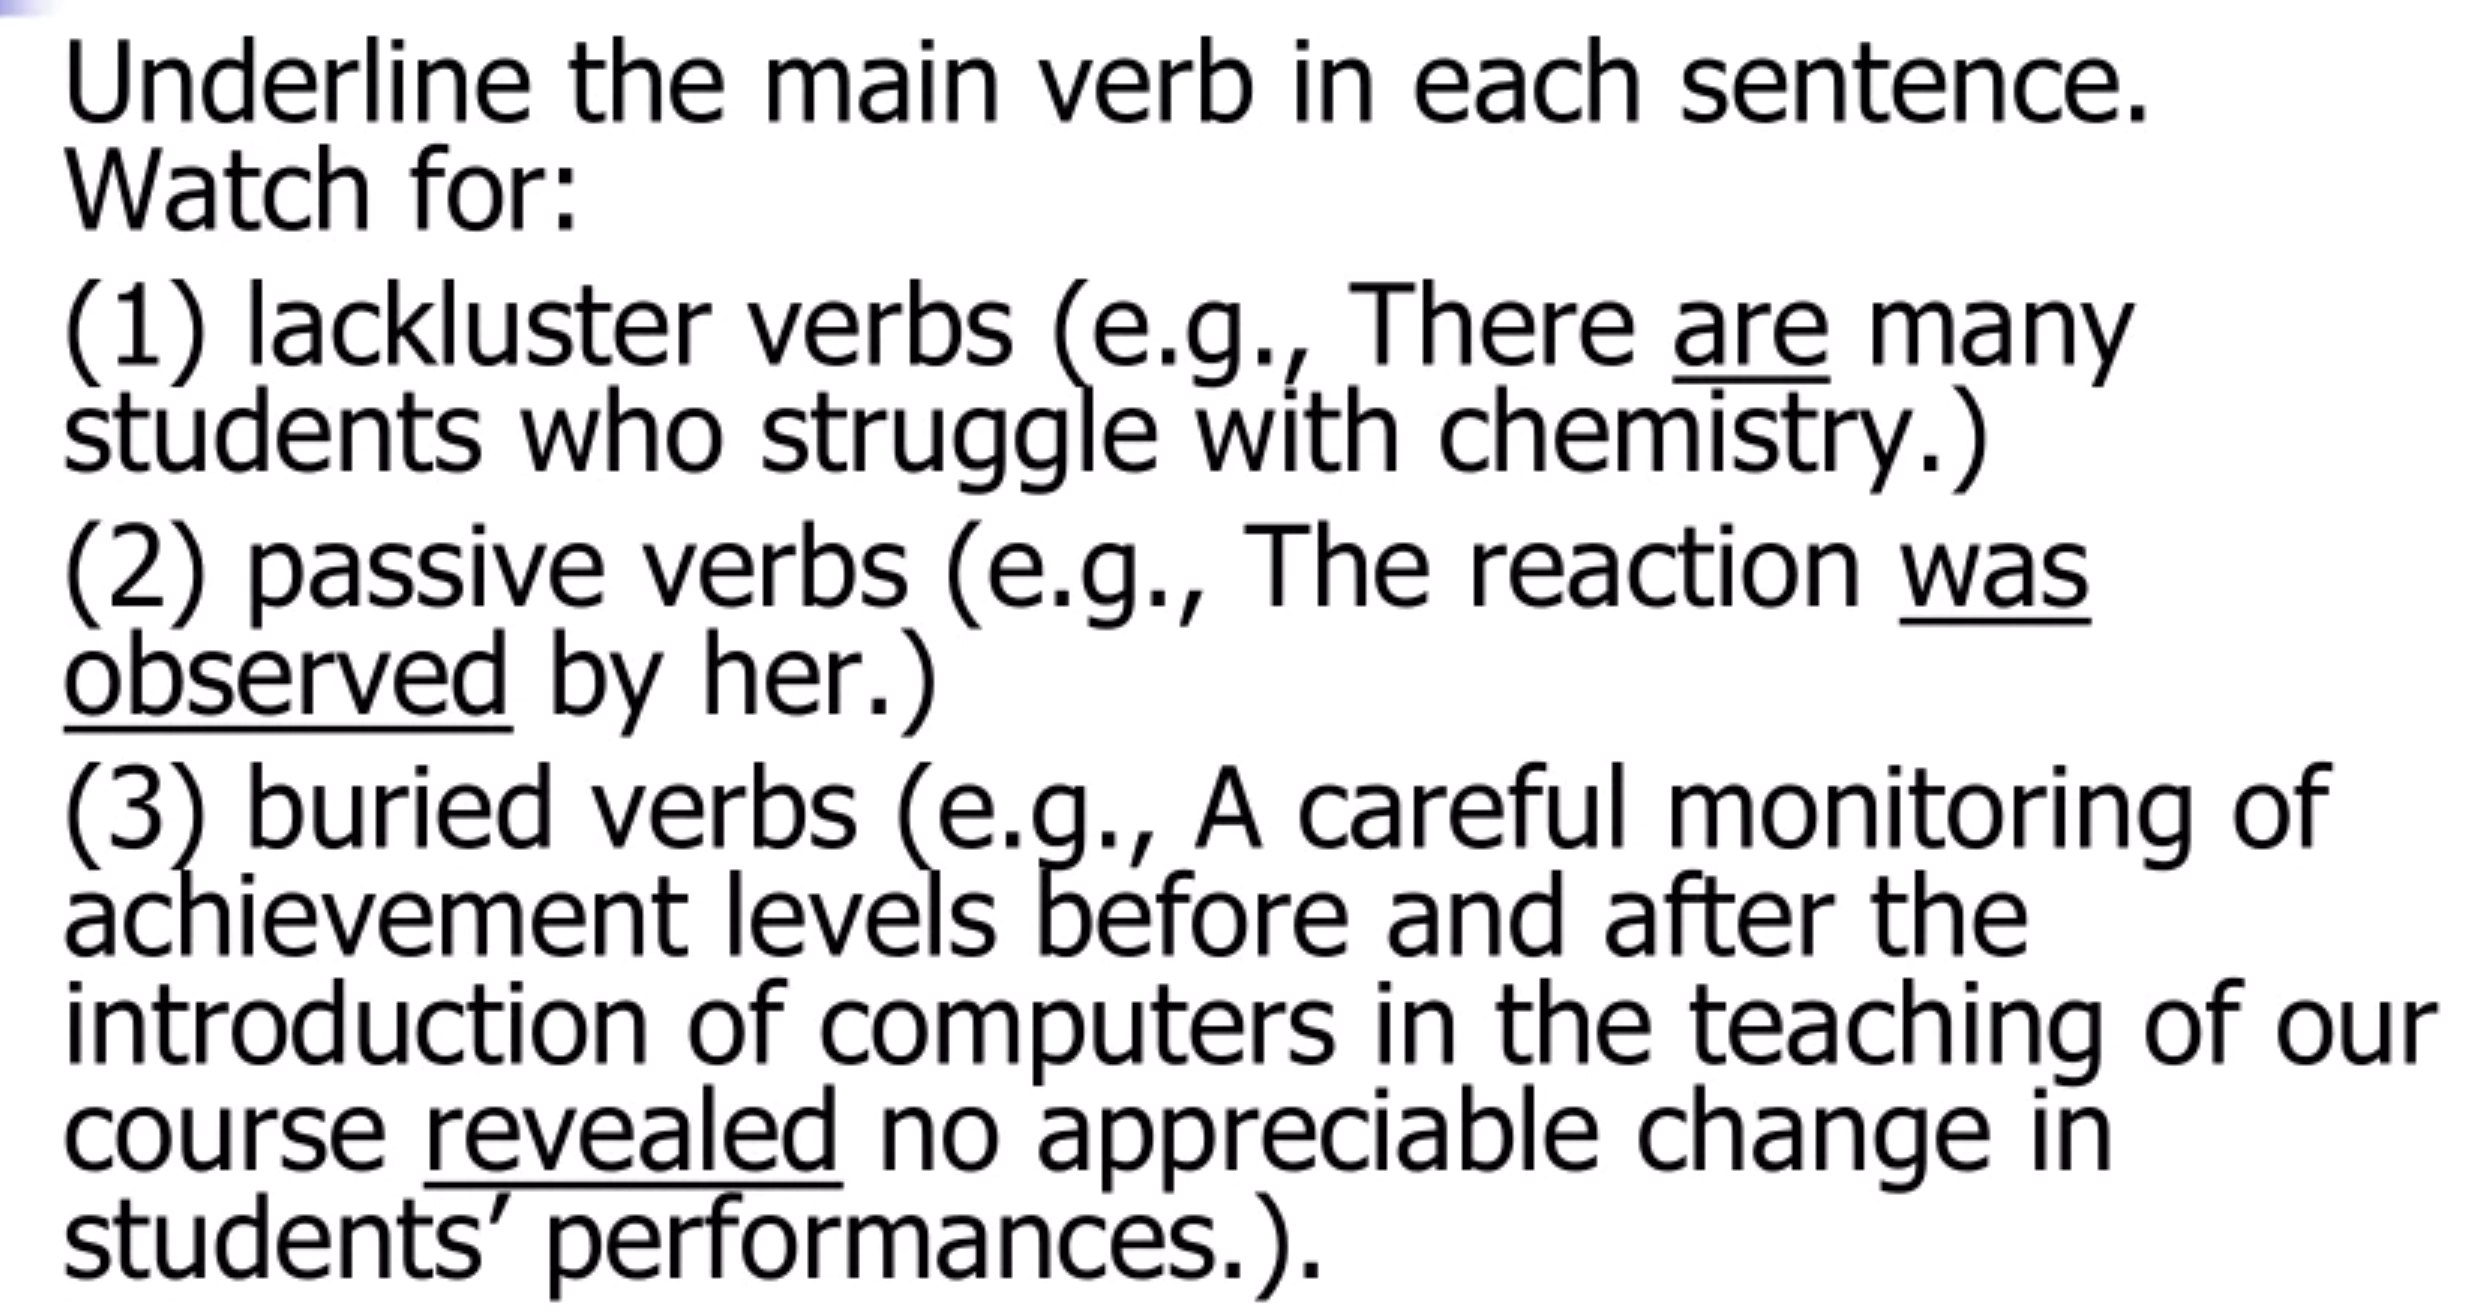 Underline the main verb in each sentence.
Watch for:
(1) lackluster verbs (e.g., There are many
students who struggle with chemistry.)
(2) passive verbs (e.g., The reaction was
observed by her.)
(3) buried verbs (e.g., A careful monitoring of
achievement levels before and after the
introduction of computers in the teaching of our
course revealed no appreciable change in
students’ performances.).